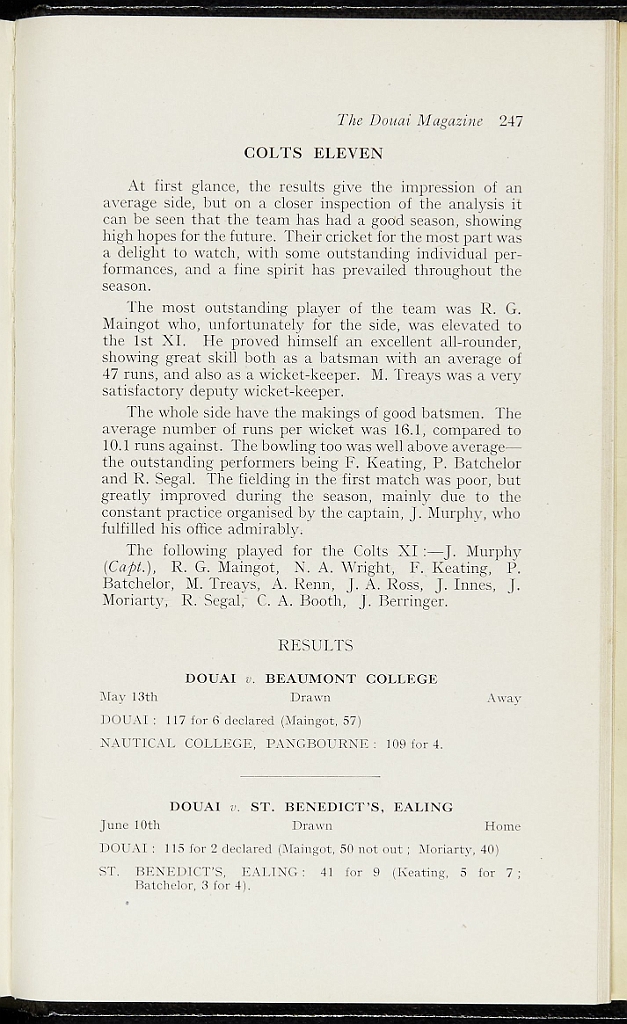 The Douai Magazine 247
COLTS ELEVEN
At first glance, the results give the impression of an
average side, but on a closer inspection of the analysis it
can be seen that the team has had a good season, showing
high hopes for the future. Their cricket for the most part was
a delight to watch, with some outstanding individual per-
formances, and a fine spirit has prevailed throughout the
season.
The most outstanding player of the team was R. G.
Maingot who, unfortunately for the side, was elevated to
the 1st XI. He proved himself an excellent all-rounder,
showing great skill both as a batsman with an average of
47 runs, and also as a wicket-keeper. M. Treays was a very
satisfactory deputy wicket-keeper.
The whole side have the makings of good batsmen. The
average number of runs per wicket was 16.1, compared to
10.1 runs against. The bowling too was well above average—
the outstanding performers being F. Keating, P. Batchelor
and R. Segal. The fielding in the first match was poor, but
greatly improved during the season, mainly due to the
constant practice organised by the captain, J. Murphy, who
fulfilled his office admirably.
The following played for the Colts XI :—J. Murphy
(Capt.), R. G. Maingot, N. A. Wright, F. Keating, P.
Batchelor, M. Treays, A. Renn, J. A. Ross, J. Innes, J.
Moriarty, R. Segal, C. A. Booth, J. Berringer.
RESULTS
DOUAI v. BEAUMONT COLLEGE
May 13th Drawn Away
DOUAI : 117 for 6 declared (Maingot, 57)
NAUTICAL COLLEGE, PANGBOURNE : 109 for 4.
DOUAI v. ST. BENEDICT'S, EALING
June 10th Drawn Home
DOUAI : 115 for 2 declared (Maingot, 50 not out ; Moriarty, 40)
ST. BENEDICT'S, EALING : 41 for 9 (Keating, 5 for 7 ;
Batchelor, 3 for 4).